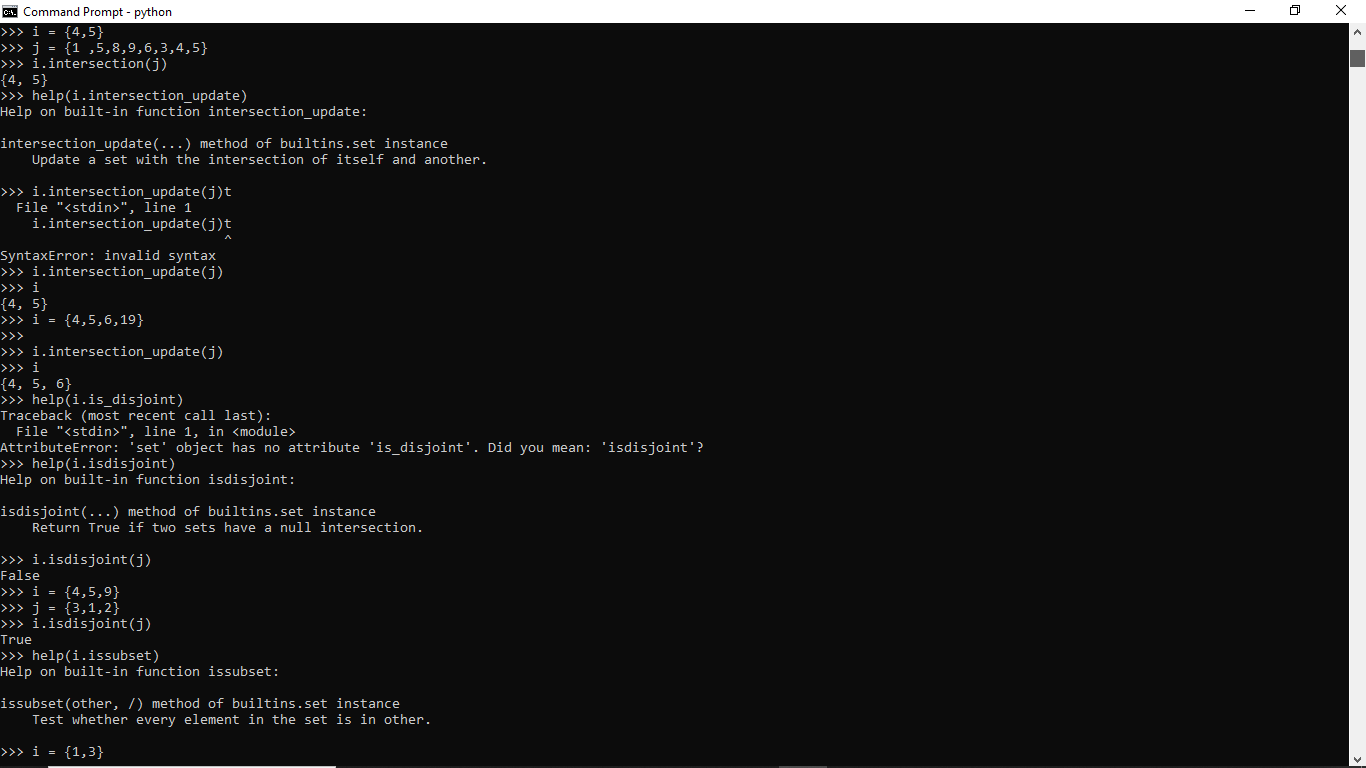 Command Prompt - python
>>> i = {4,5}
>>> j = {1 ,5,8,9,6,3,4,5}
>>> i.intersection(j)
{4, 5}
>>> help(i.intersection_update)
Help on built-in function intersection_update:

intersection_update(...) method of builtins.set instance
    Update a set with the intersection of itself and another.

>>> i.intersection_update(j)t
  File "<stdin>", line 1
    i.intersection_update(j)t
                            ^
SyntaxError: invalid syntax
>>> i.intersection_update(j)
>>> i
{4, 5}
>>> i = {4,5,6,19}
>>>
>>> i.intersection_update(j)
>>> i
{4, 5, 6}
>>> help(i.is_disjoint)
Traceback (most recent call last):
  File "<stdin>", line 1, in <module>
AttributeError: 'set' object has no attribute 'is_disjoint'. Did you mean: 'isdisjoint'?
>>> help(i.isdisjoint)
Help on built-in function isdisjoint:

isdisjoint(...) method of builtins.set instance
    Return True if two sets have a null intersection.

>>> i.isdisjoint(j)
False
>>> i = {4,5,9}
>>> j = {3,1,2}
>>> i.isdisjoint(j)
True
>>> help(i.issubset)
Help on built-in function issubset:

issubset(other, /) method of builtins.set instance
    Test whether every element in the set is in other.

>>> i = {1,3}